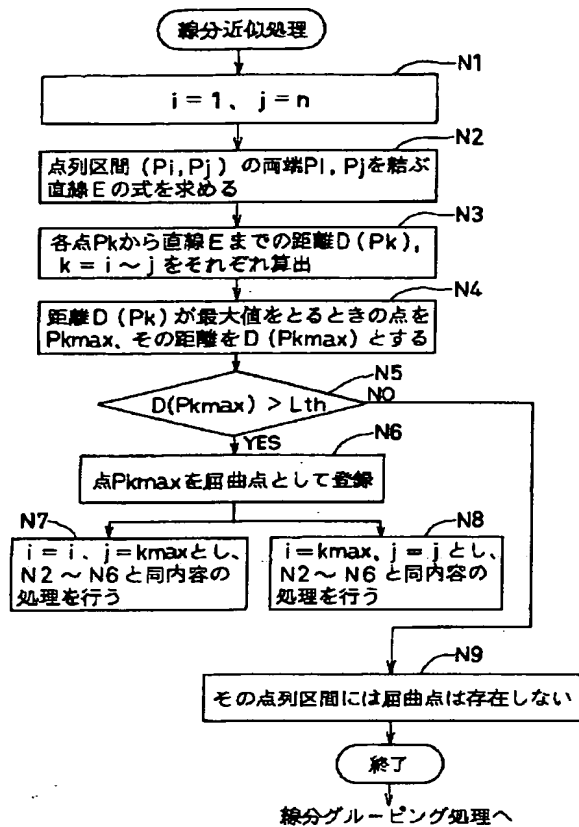 線分近似処理
N1
i=1、j=n
N2
点列区間(Pi,Pj)の両端Pi,Pjを結ぶ
直線Eの式を求める
N3
各点Pkから直線Eまでの距離D(Pk),
k=i~jをそれぞれ算出
N4
距離D(Pk)が最大値をとるときの点を
Pkmax、その距離をD(Pkmax)とする
N5
D(Pkmax)>Lth
NO
YES
N6
点Pkmaxを屈曲点として登録
N7
i=i、j=kmaxとし、
N2~N6と同内容の
処理を行う
N8
i=kmax、j=jとし、
N2~N6と同内容の
処理を行う
N9
その点列区間には屈曲点は存在しない
終了
線分グルーピング処理へ